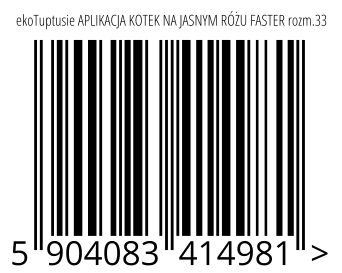 ekoTuptusie APLIKACJA KOTEK NA JASNYM RÓŻU FASTER rozm.33
5 904083 414981 >